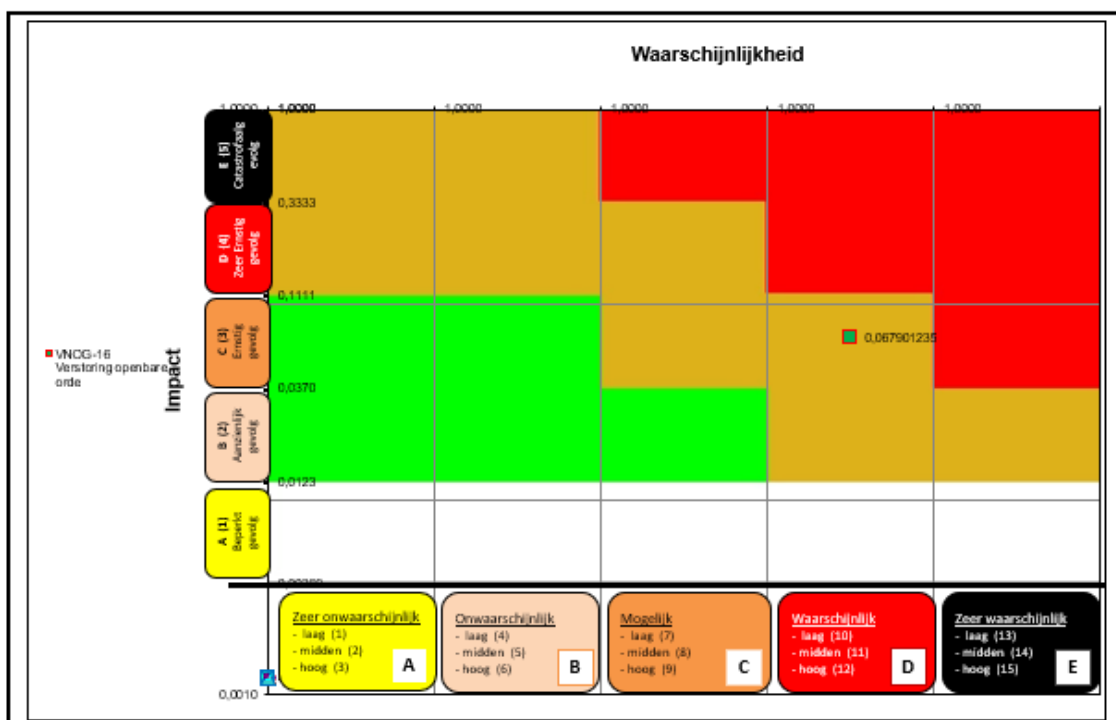 Waarschijnlijkheid
1,0000
1,0000
1,0000
1,0000
1,0000
1,0000
E (5)
Catastrofaalg
evolg
0,3333
D (4)
Zeer Ernstig
gevolg
0,1111
C (3)
Ernstig
gevolg
0,067901235
VNOG-16
Verstoring openbare
orde
Impact
0,0370
B (2)
Aanzienlijk
gevolg
0,0123
A (1)
Beperkt
gevolg
Zeer onwaarschijnlijk
- laag (1)
- midden (2)
- hoog (3)
A
Onwaarschijnlijk
- laag (4)
- midden (5)
- hoog (6)
B
Mogelijk
- laag (7)
- midden (8)
- hoog (9)
C
Waarschijnlijk
- laag (10)
- midden (11)
- hoog (12)
D
Zeer waarschijnlijk
- laag (13)
- midden (14)
- hoog (15)
E
0,0010